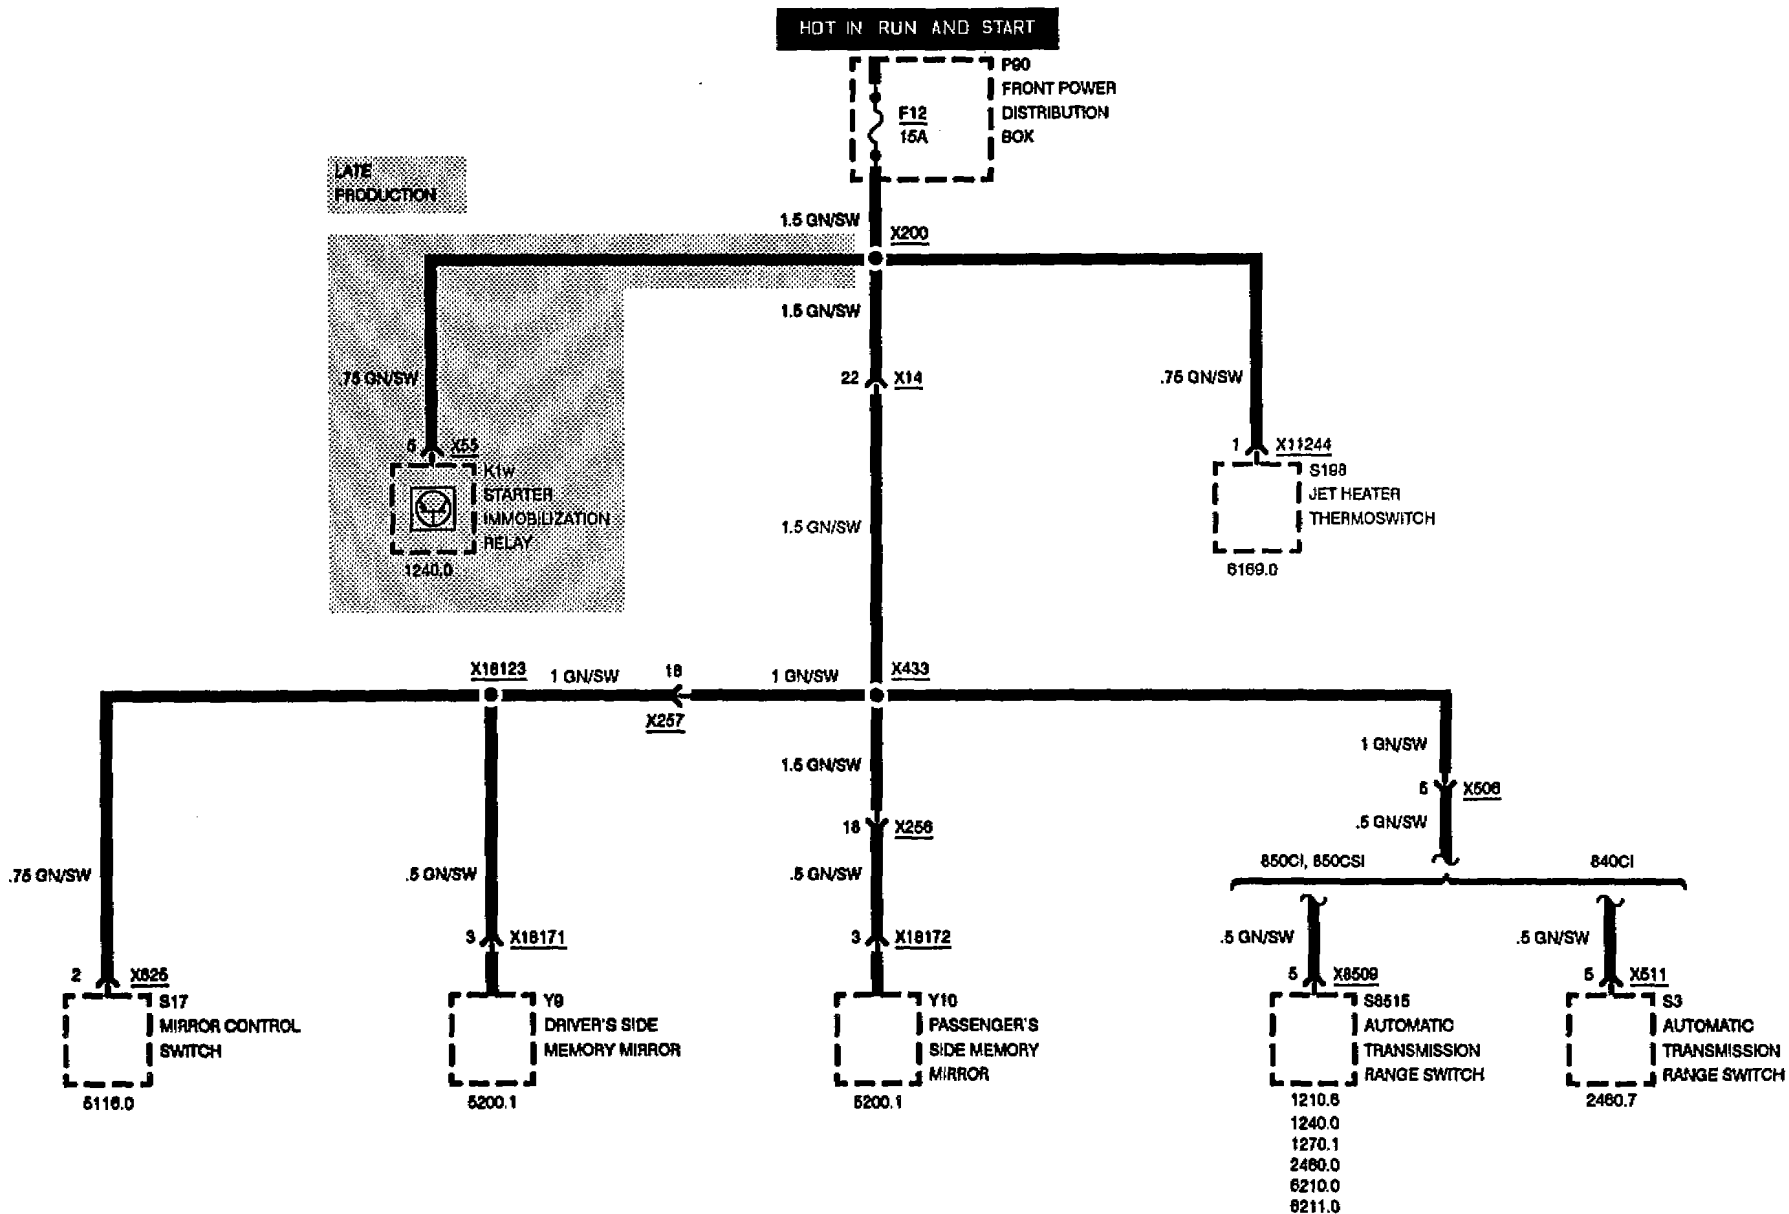 HOT IN RUN AND START
P90
FRONT POWER
DISTRIBUTION
BOX
F12
15A
LATE
PRODUCTION
1.5 GN/SW
X200
1.5 GN/SW
.75 GN/SW
22
X14
.75 GN/SW
5
X55
1
X11244
K1w
STARTER
IMMOBILIZATION
RELAY
1240.0
S198
JET HEATER
THERMOSWITCH
6169.0
1.5 GN/SW
X18123
1 GN/SW
18
X257
1 GN/SW
X433
1 GN/SW
1.5 GN/SW
5
X506
18
X256
.5 GN/SW
850CI, 850CSI
840CI
.75 GN/SW
.5 GN/SW
.5 GN/SW
3
X18171
3
X18172
.5 GN/SW
.5 GN/SW
2
X625
5
X8509
5
X511
S17
MIRROR CONTROL
SWITCH
5116.0
Y9
DRIVER'S SIDE
MEMORY MIRROR
5200.1
Y10
PASSENGER'S
SIDE MEMORY
MIRROR
5200.1
S8515
AUTOMATIC
TRANSMISSION
RANGE SWITCH
1210.6
1240.0
1270.1
2460.0
6210.0
6211.0
S3
AUTOMATIC
TRANSMISSION
RANGE SWITCH
2460.7